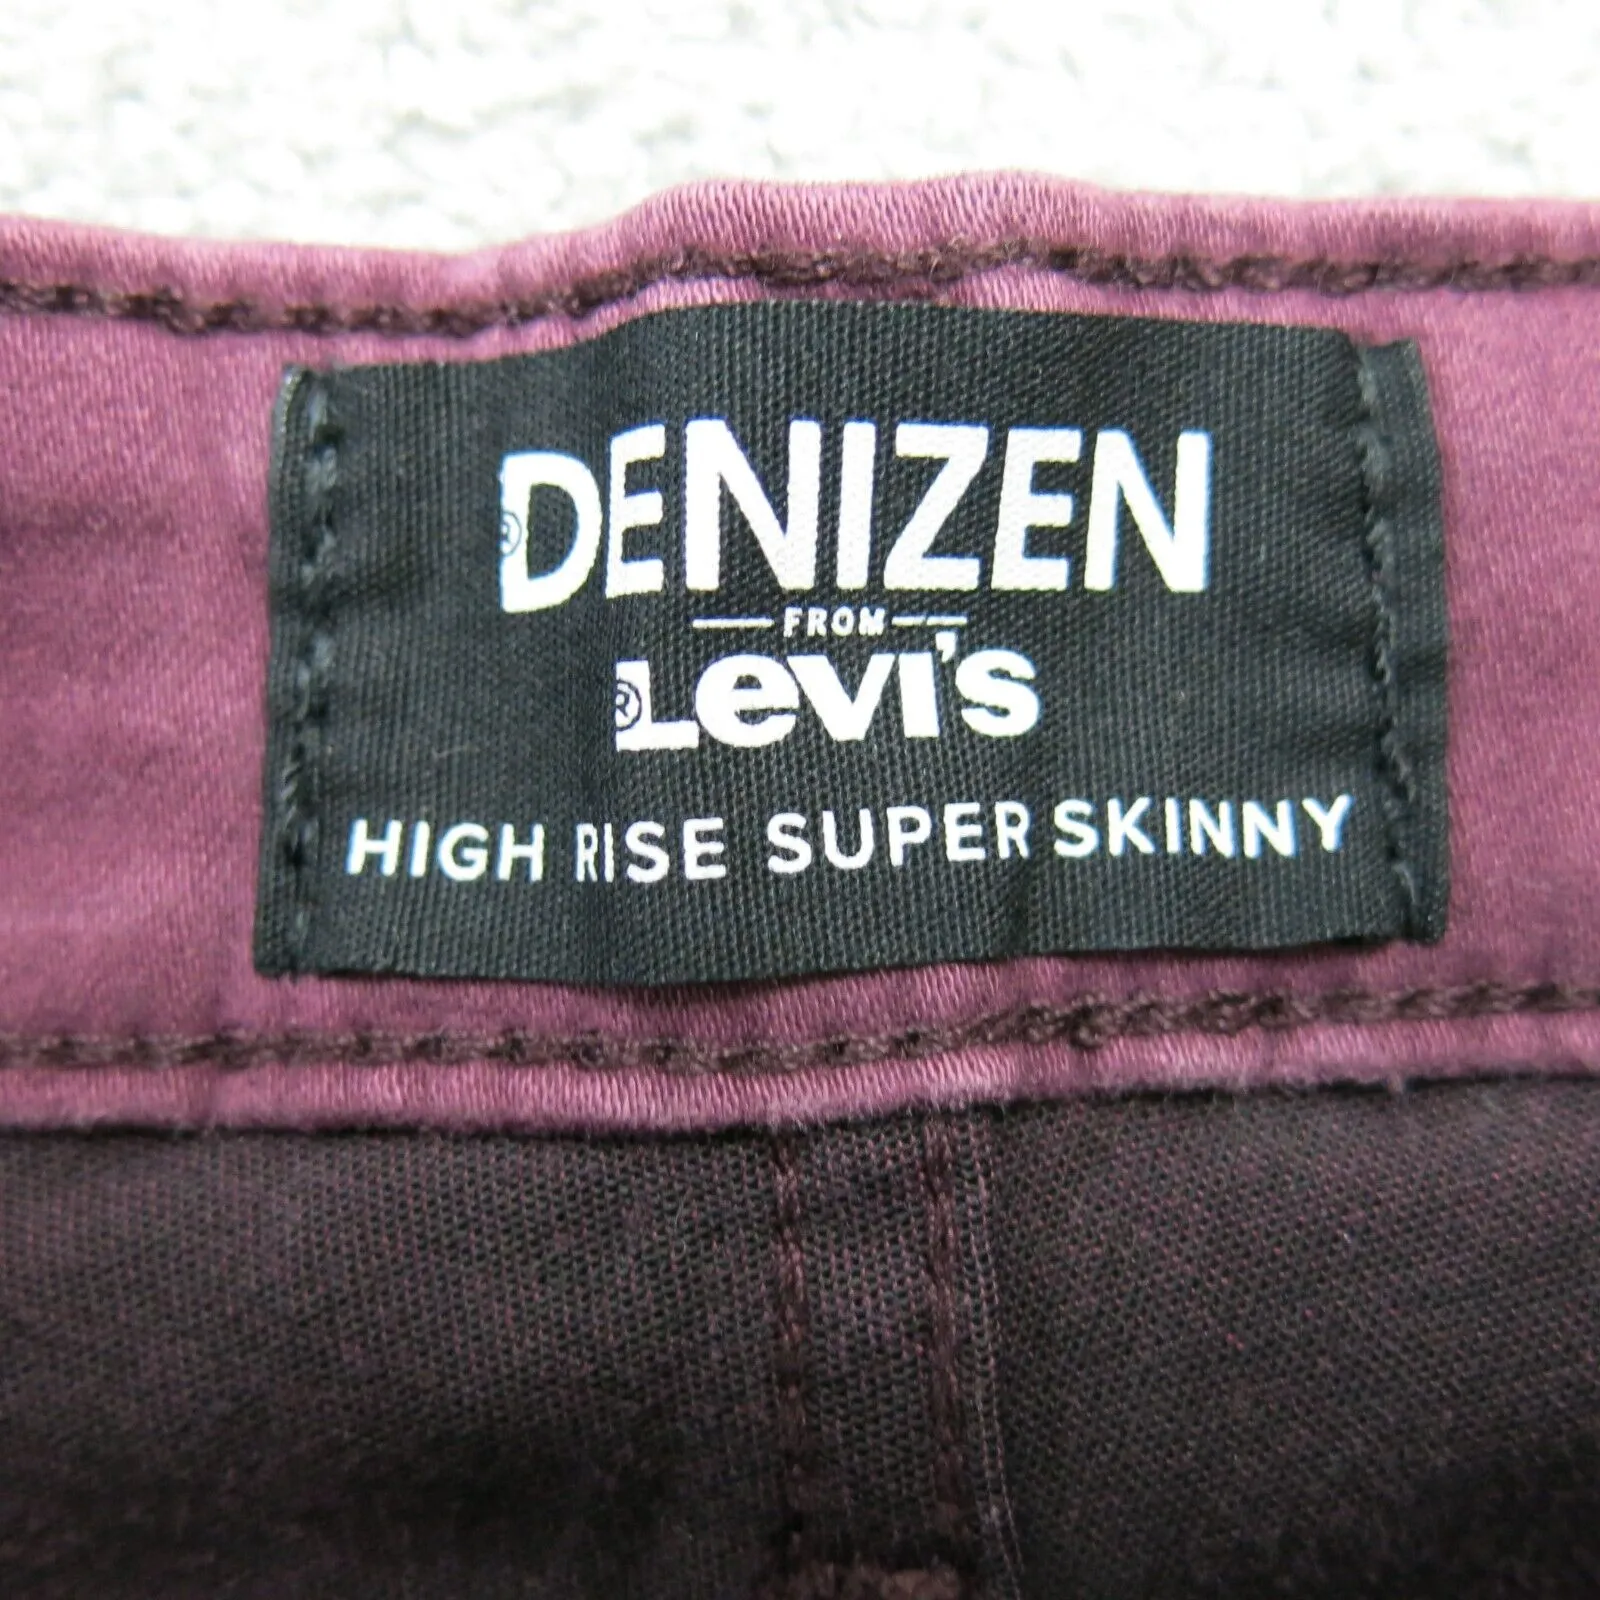 ®DENIZEN
FROM
®Levi's
HIGH RISE SUPER SKINNY